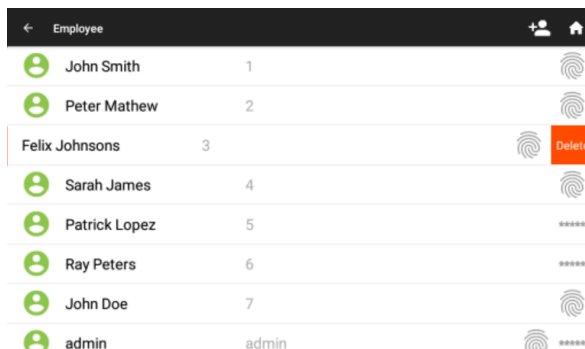 Employee
John Smith 1
Peter Mathew 2
Felix Johnsons 3 Delete
Sarah James 4
Patrick Lopez 5 *****
Ray Peters 6 *****
John Doe 7
admin admin *****